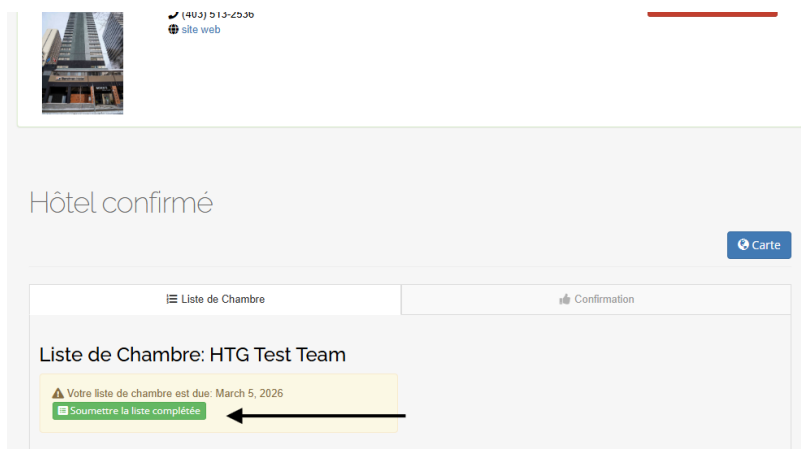 (403) 513-2536
site web
Hôtel confirmé
Carte
Liste de Chambre
Confirmation
Liste de Chambre: HTG Test Team
Votre liste de chambre est due: March 5, 2026
Soumettre la liste complétée